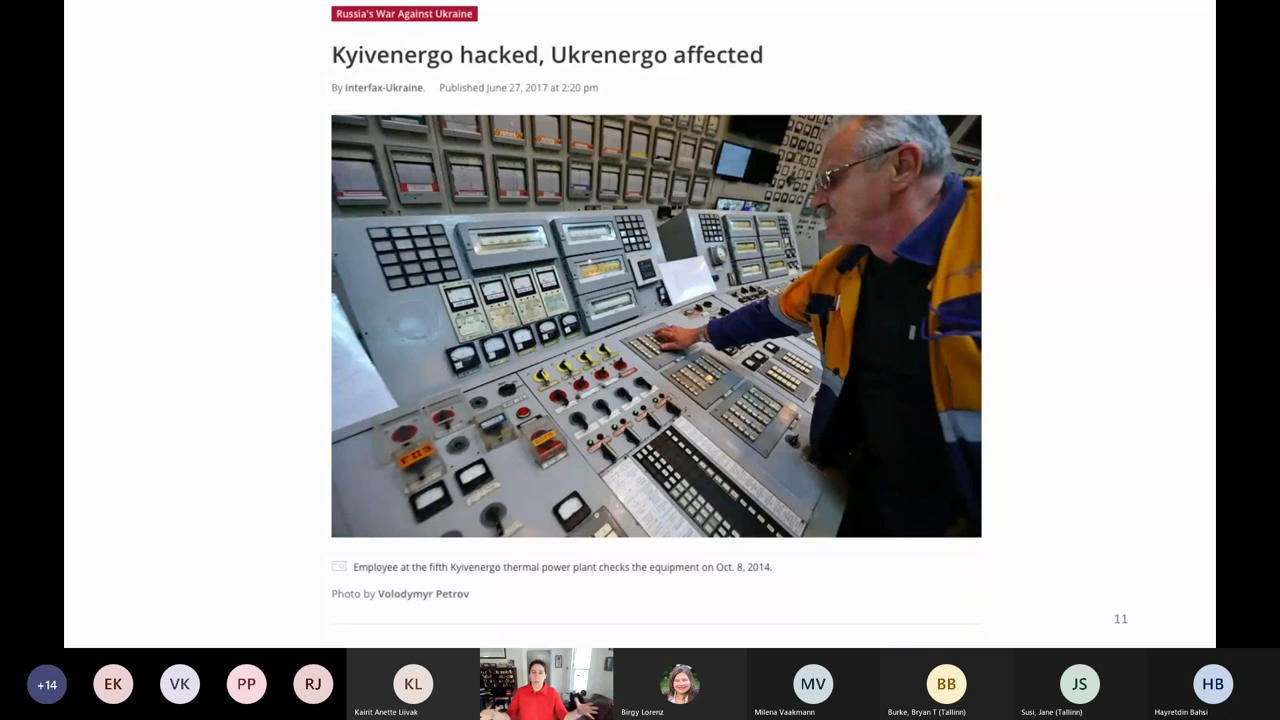 Russia's War Against Ukraine
Kyivenergo hacked, Ukrenergo affected
By Interfax-Ukraine. Published June 27, 2017 at 2:20 pm
Employee at the fifth Kyivenergo thermal power plant checks the equipment on Oct. 8, 2014.
Photo by Volodymyr Petrov
11
+14
EK
VK
PP
RJ
KL
MV
BB
JS
HB
Kairit Anette Liivak
Birgy Lorenz
Milena Vaakmann
Burke, Bryan T (Tallinn)
Susi, Jane (Tallinn)
Hayretdin Bahsi